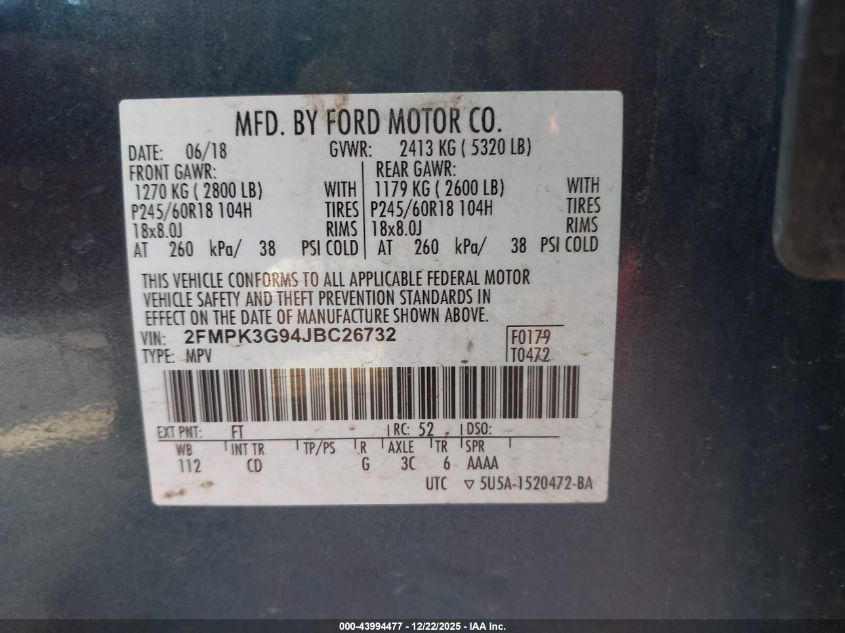 MFD. BY FORD MOTOR CO.
DATE: 06/18 GVWR: 2413 KG ( 5320 LB)
FRONT GAWR: REAR GAWR:
1270 KG ( 2800 LB) WITH 1179 KG ( 2600 LB) WITH
P245/60R18 104H TIRES P245/60R18 104H TIRES
18x8.0J RIMS 18x8.0J RIMS
AT 260 kPa/ 38 PSI COLD AT 260 kPa/ 38 PSI COLD
THIS VEHICLE CONFORMS TO ALL APPLICABLE FEDERAL MOTOR
VEHICLE SAFETY AND THEFT PREVENTION STANDARDS IN
EFFECT ON THE DATE OF MANUFACTURE SHOWN ABOVE.
VIN: 2FMPK3G94JBC26732 F0179
TYPE: MPV T0472
EXT PNT: FT RC: 52 DSO:
WB INT TR TP/PS R AXLE TR SPR
112 CD G 3C 6 AAAA
UTC ▽ 5U5A-1520472-BA
000-43994477 - 12/22/2025 - IAA Inc.